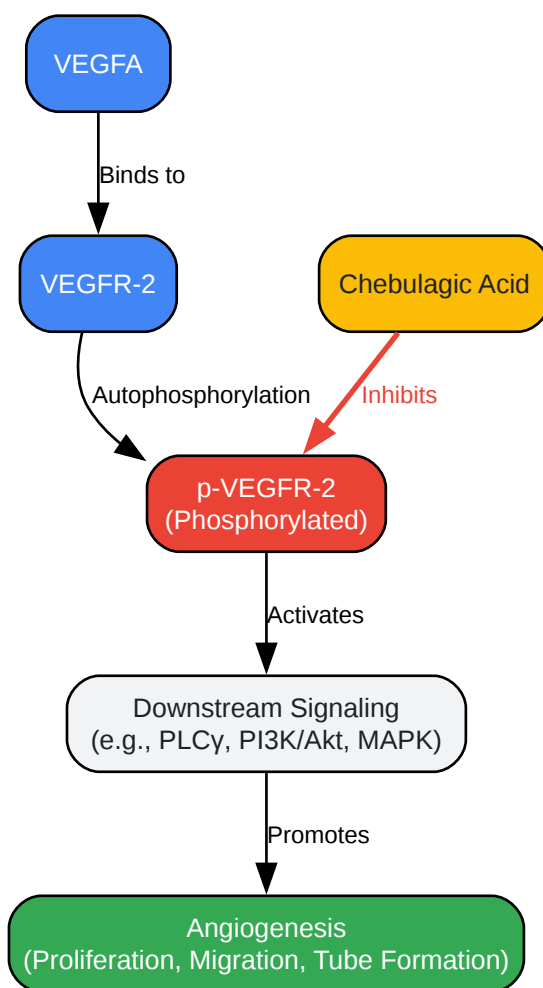 VEGFA
Binds to
VEGFR-2
Chebulagic Acid
Autophosphorylation
Inhibits
p-VEGFR-2
(Phosphorylated)
Activates
Downstream Signaling
(e.g., PLCγ, PI3K/Akt, MAPK)
Promotes
Angiogenesis
(Proliferation, Migration, Tube Formation)